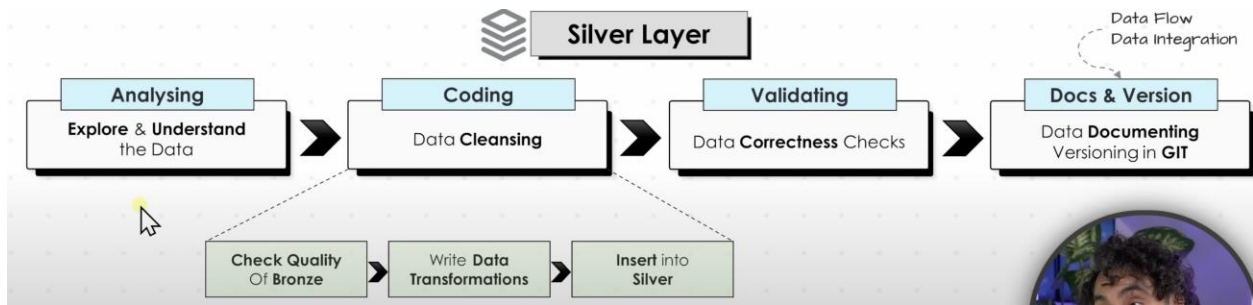 Silver Layer
Data Flow
Data Integration
Analysing
Explore & Understand
the Data
Coding
Data Cleansing
Validating
Data Correctness Checks
Docs & Version
Data Documenting
Versioning in GIT
Check Quality
Of Bronze
Write Data
Transformations
Insert into
Silver